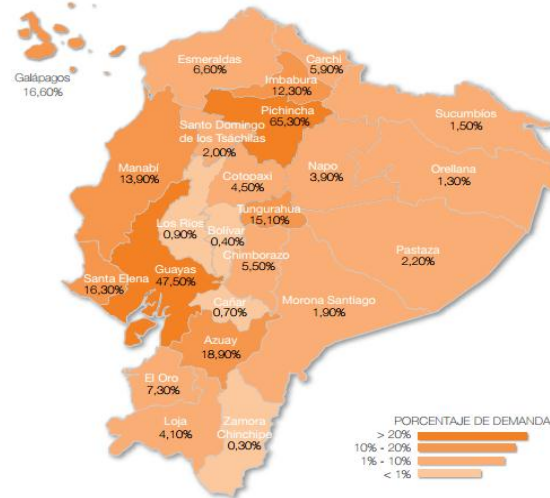 Galápagos
16,60%
Esmeraldas
6,60%
Carchi
5,90%
Imbabura
12,30%
Pichincha
65,30%
Sucumbíos
1,50%
Santo Domingo
de los Tsáchilas
2,00%
Manabí
13,90%
Cotopaxi
4,50%
Napo
3,90%
Orellana
1,30%
Tungurahua
15,10%
Los Ríos
0,90%
Bolívar
0,40%
Pastaza
2,20%
Chimborazo
5,50%
Santa Elena
16,30%
Guayas
47,50%
Cañar
0,70%
Morona Santiago
1,90%
Azuay
18,90%
El Oro
7,30%
Loja
4,10%
Zamora
Chinchipe
0,30%
PORCENTAJE DE DEMANDA
> 20%
10% - 20%
1% - 10%
< 1%